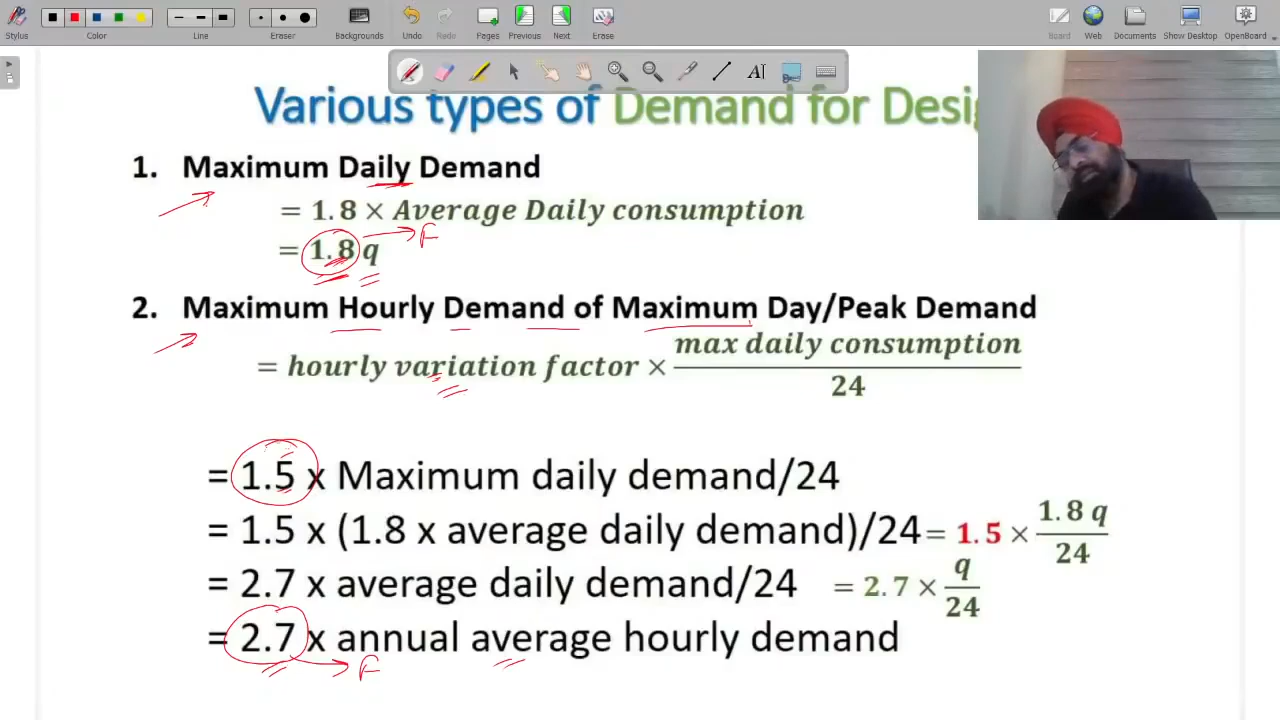 Stylus Color Line Eraser Backgrounds Undo Redo Pages Previous Next Erase Board Web Documents Show Desktop OpenBoard
Various types of Demand for Desi
1. Maximum Daily Demand
= 1.8 × Average Daily consumption
= 1.8 q → F
2. Maximum Hourly Demand of Maximum Day/Peak Demand
= hourly variation factor × max daily consumption / 24
= 1.5 x Maximum daily demand/24
= 1.5 x (1.8 x average daily demand)/24 = 1.5 × 1.8 q / 24
= 2.7 x average daily demand/24 = 2.7 × q / 24
= 2.7 x annual average hourly demand
→ F